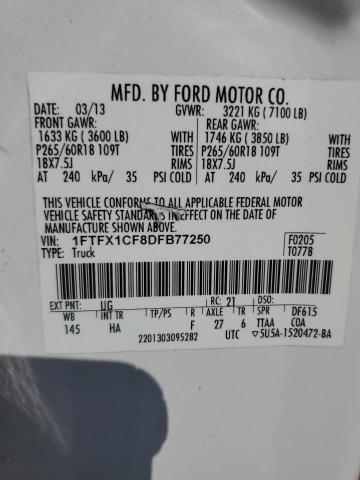 MFD. BY FORD MOTOR CO.
DATE: 03/13 GVWR: 3221 KG (7100 LB)
FRONT GAWR: REAR GAWR:
1633 KG (3600 LB) WITH 1746 KG (3850 LB) WITH
P265/60R18 109T TIRES P265/60R18 109T TIRES
18X7.5J RIMS 18X7.5J RIMS
AT 240 kPa/ 35 PSI COLD AT 240 kPa/ 35 PSI COLD
THIS VEHICLE CONFORMS TO ALL APPLICABLE FEDERAL MOTOR
VEHICLE SAFETY STANDARDS IN EFFECT ON THE DATE OF
MANUFACTURE SHOWN ABOVE.
VIN: 1FTFX1CF8DFB77250 F0205
TYPE: Truck T0778
EXT PNT: UG RC: 21 DSO:
WB INT TR TP/PS R AXLE TR SPR DF615
145 HA F 27 6 TTAA COA
2201303095282 UTC ▽5U5A-1520472-BA